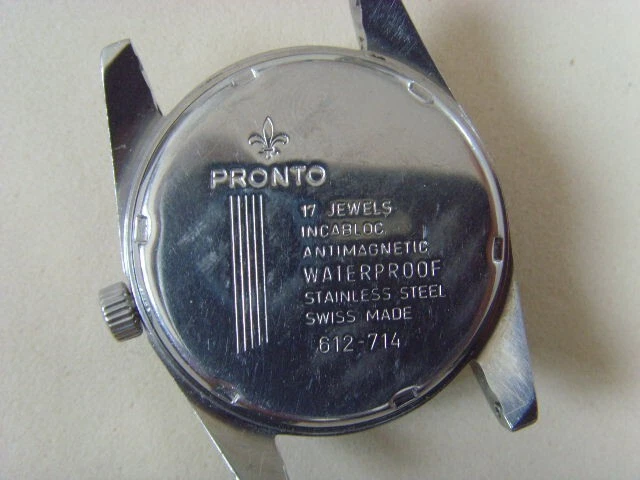 PRONTO
17 JEWELS
INCABLOC
ANTIMAGNETIC
WATERPROOF
STAINLESS STEEL
SWISS MADE
612-714